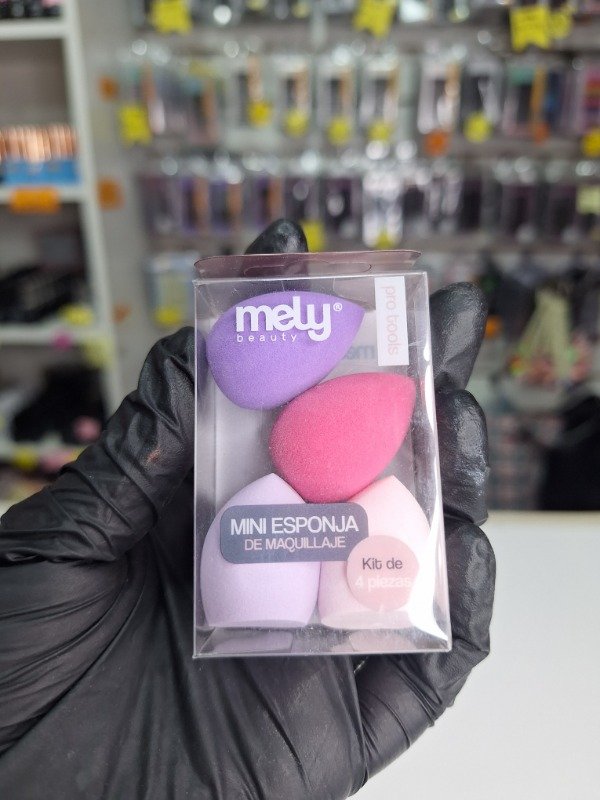 mely®
beauty
pro tools
MINI ESPONJA
DE MAQUILLAJE
Kit de
4 piezas